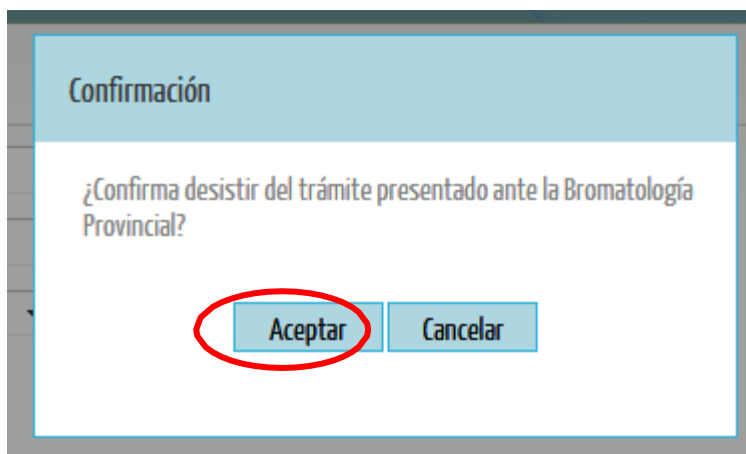 Confirmación
¿Confirma desistir del trámite presentado ante la Bromatología
Provincial?
Aceptar
Cancelar